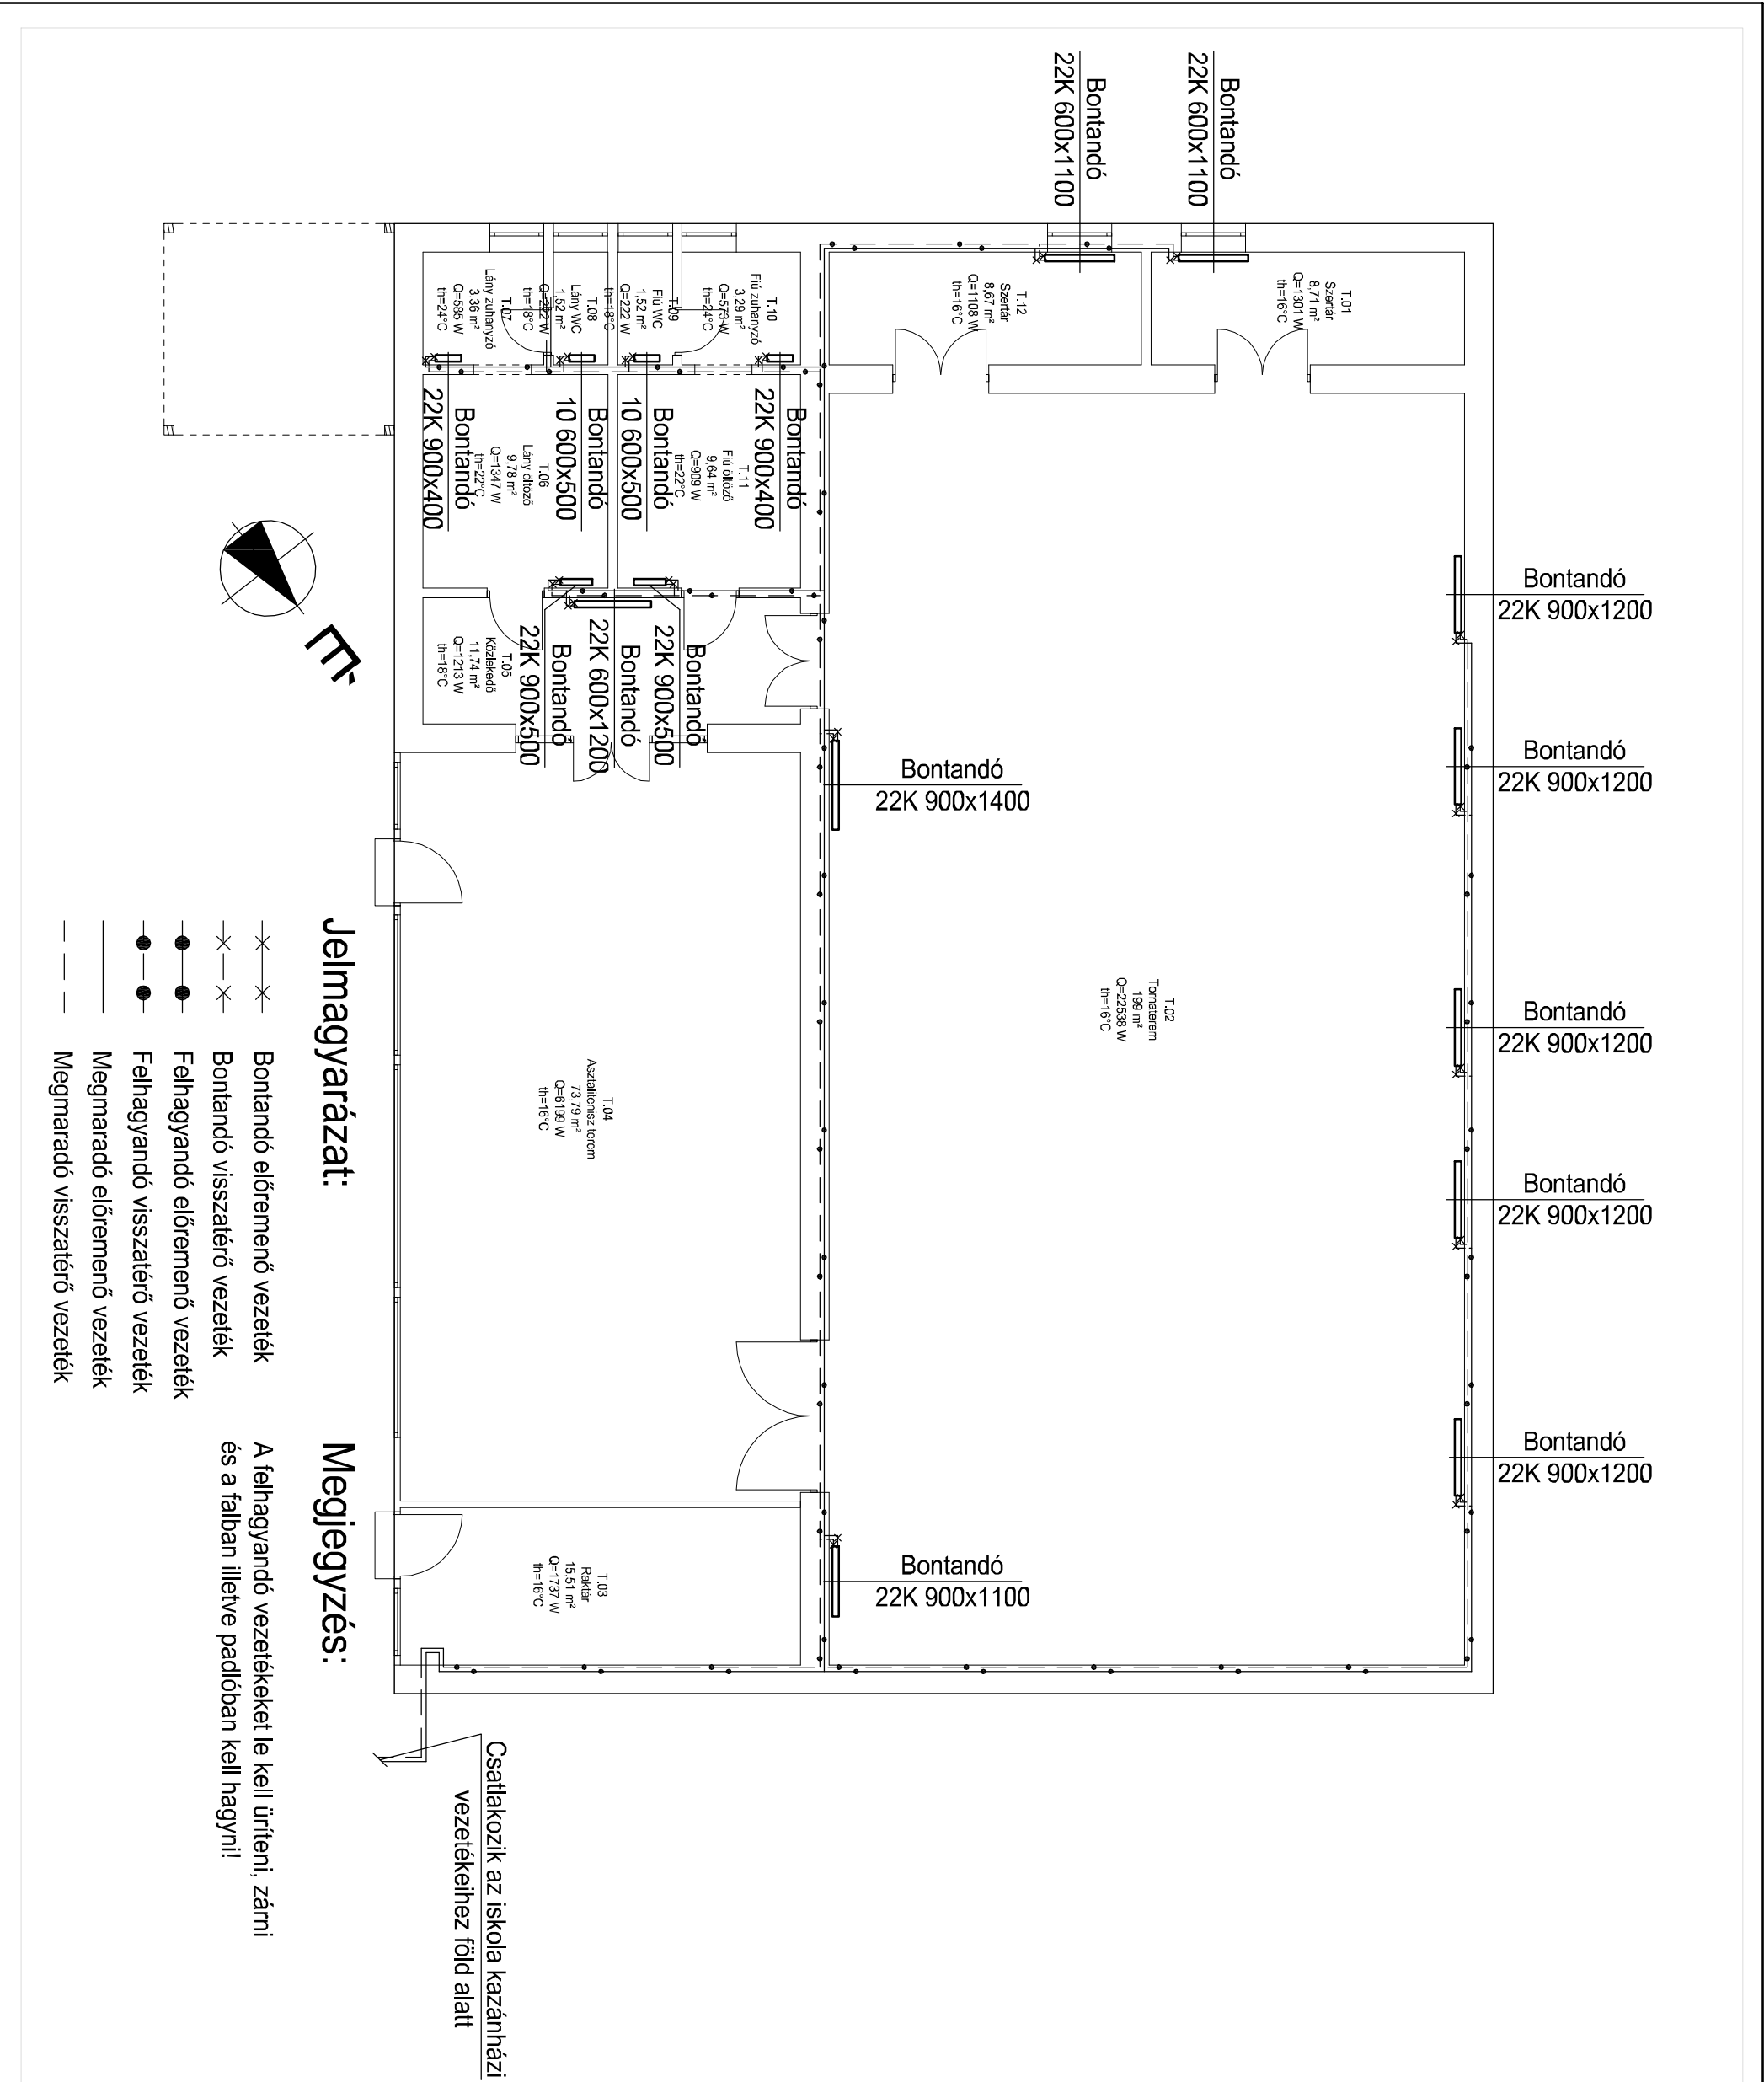 Bontandó
22K 600x1100
Bontandó
22K 600x1100
T.01
Szertár
8,71 m²
Q=1301 W
th=16°C
T.12
Szertár
8,67 m²
Q=1108 W
th=16°C
T.10
Fiú zuhanyzó
3,29 m²
Q=573 W
th=24°C
T.09
Fiú WC
1,52 m²
Q=222 W
th=18°C
T.08
Lány WC
1,52 m²
Q=222 W
th=18°C
T.07
Lány zuhanyzó
3,36 m²
Q=585 W
th=24°C
Bontandó
22K 900x400
Bontandó
10 600x500
Bontandó
10 600x500
Bontandó
22K 900x400
T.11
Fiú öltöző
9,64 m²
Q=909 W
th=22°C
T.06
Lány öltöző
9,78 m²
Q=1347 W
th=22°C
Bontandó
22K 900x500
Bontandó
22K 600x1200
Bontandó
22K 900x500
T.05
Közlekedő
11,74 m²
Q=1213 W
th=18°C
É
Bontandó
22K 900x1200
Bontandó
22K 900x1200
Bontandó
22K 900x1200
Bontandó
22K 900x1200
Bontandó
22K 900x1200
Bontandó
22K 900x1400
Bontandó
22K 900x1100
T.02
Tornaterem
199 m²
Q=22538 W
th=16°C
T.04
Asztalitenisz terem
73,79 m²
Q=6199 W
th=16°C
T.03
Raktár
15,51 m²
Q=1737 W
th=16°C
Csatlakozik az iskola kazánházi
vezetékeihez föld alatt
Jelmagyarázat:
Bontandó előremenő vezeték
Bontandó visszatérő vezeték
Felhagyandó előremenő vezeték
Felhagyandó visszatérő vezeték
Megmaradó előremenő vezeték
Megmaradó visszatérő vezeték
Megjegyzés:
A felhagyandó vezetékeket le kell üríteni, zárni
és a falban illetve padlóban kell hagyni!